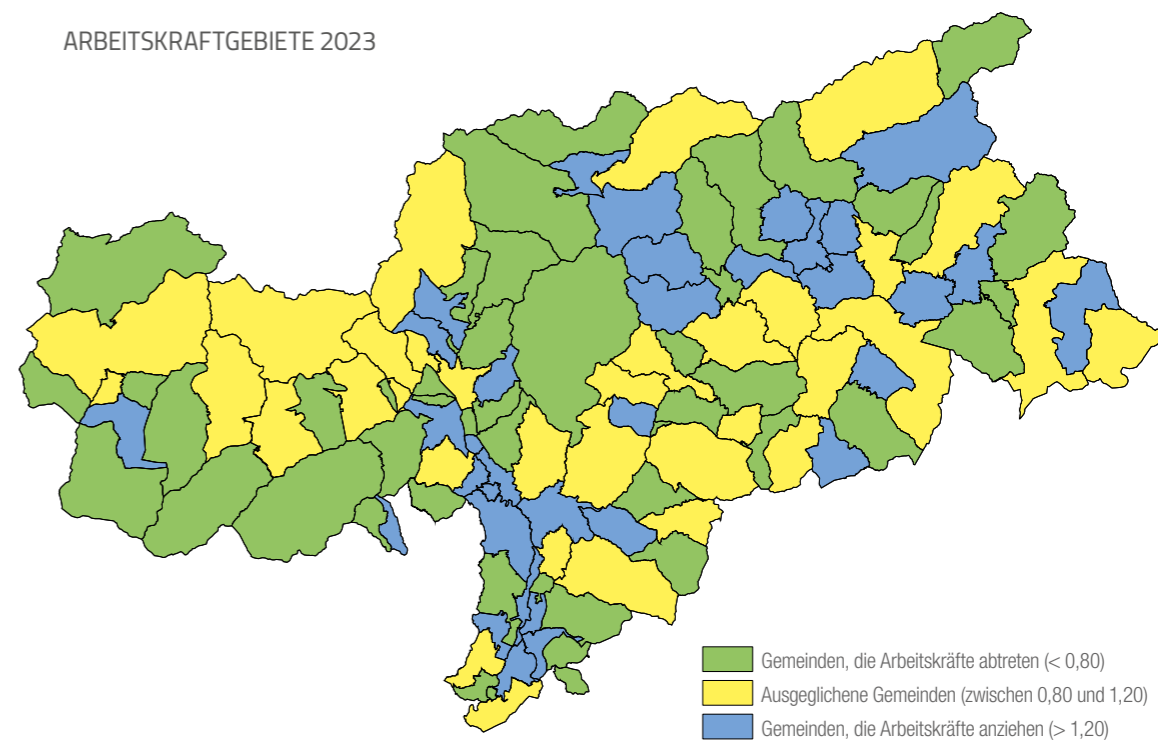 ARBEITSKRAFTGEBIETE 2023
Gemeinden, die Arbeitskräfte abtreten (< 0,80)
Ausgeglichene Gemeinden (zwischen 0,80 und 1,20)
Gemeinden, die Arbeitskräfte anziehen (> 1,20)